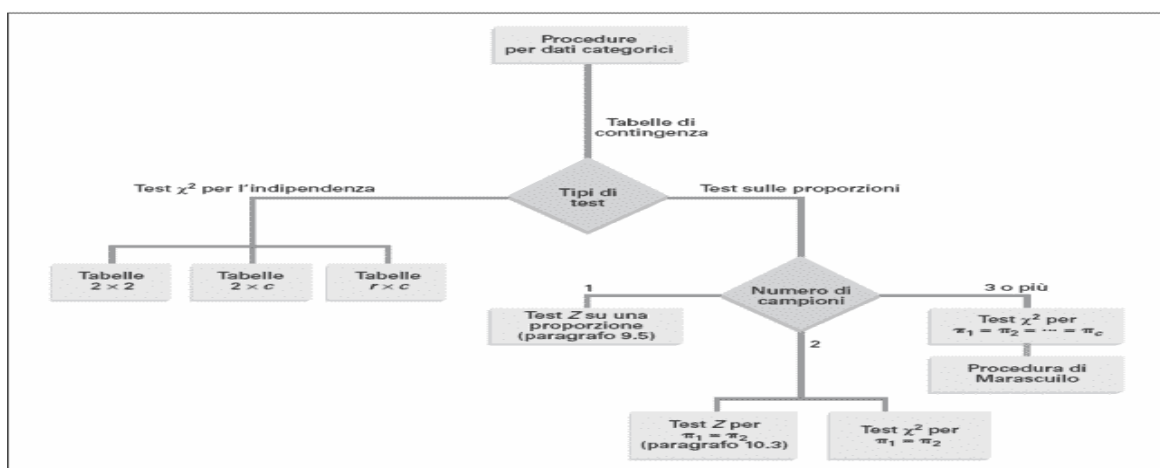 Procedure
per dati categorici
Tabelle di
contingenza
Test χ² per l'indipendenza
Tipi di
test
Test sulle proporzioni
Tabelle
2 × 2
Tabelle
2 × c
Tabelle
r × c
Numero di
campioni
1
Test Z su una
proporzione
(paragrafo 9.5)
3 o più
Test χ² per
π₁ = π₂ = ... = πc
Procedura di
Marascuilo
2
Test Z per
π₁ = π₂
(paragrafo 10.3)
Test χ² per
π₁ = π₂